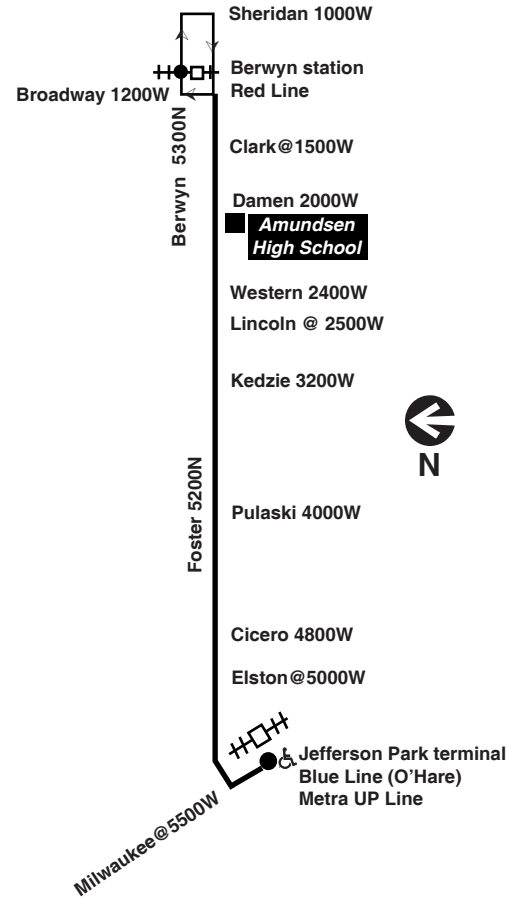 Sheridan 1000W
Berwyn station
Red Line
Broadway 1200W
Berwyn 5300N
Clark@1500W
Damen 2000W
Amundsen
High School
Western 2400W
Lincoln @ 2500W
Kedzie 3200W
N
Foster 5200N
Pulaski 4000W
Cicero 4800W
Elston@5000W
Jefferson Park terminal
Blue Line (O'Hare)
Metra UP Line
Milwaukee@5500W